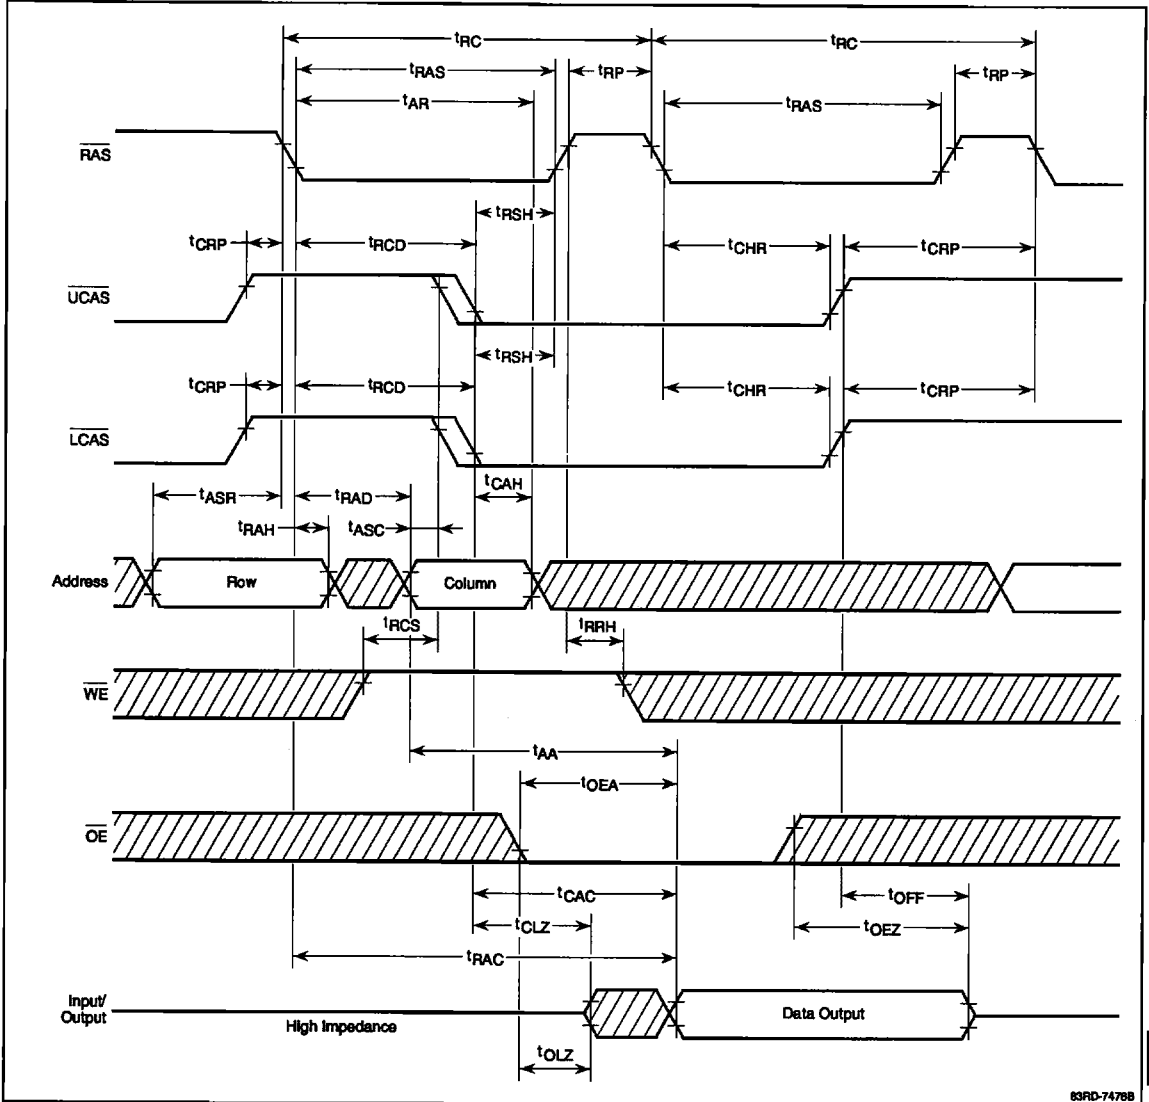 tRC tRC
tRAS tRP tRP
tAR tRAS
RAS
tRSH
tCRP tRCD tCHR tCRP
UCAS
tRSH
tCRP tRCD tCHR tCRP
LCAS
tASR tRAD tCAH
tRAH tASC
Address Row Column
tRCS tRRH
WE
tAA
tOEA
OE
tCAC tOFF
tCLZ tOEZ
tRAC
Input/
Output High Impedance Data Output
tOLZ
83RD-7476B